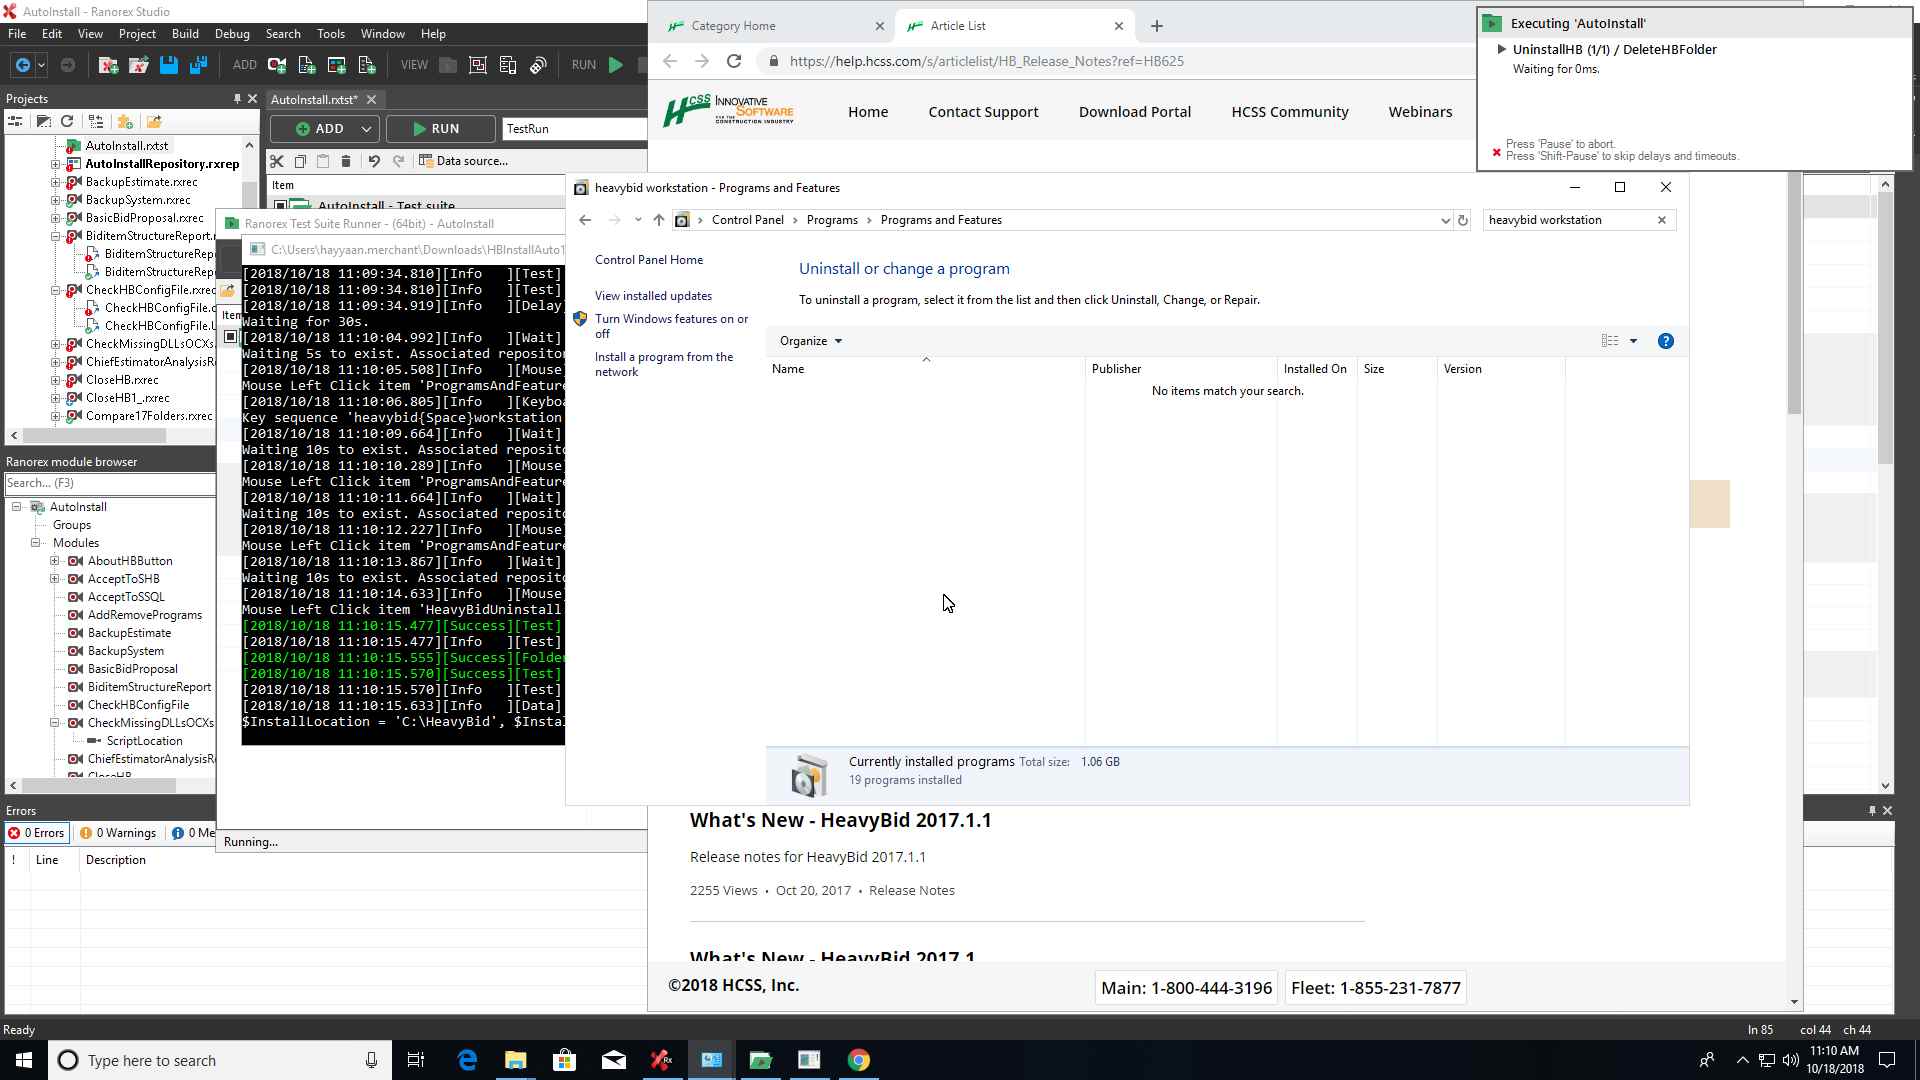 AutoInstall - Ranorex Studio
File Edit View Project Build Debug Search Tools Window Help
ADD VIEW RUN
Projects
AutoInstall.rxtst
AutoInstallRepository.rxrep
BackupEstimate.rxrec
BackupSystem.rxrec
BasicBidProposal.rxrec
BiditemStructureReport.r
BiditemStructureRepo
BiditemStructureRepo
CheckHBConfigFile.rxrec
CheckHBConfigFile.c
CheckHBConfigFile.U
CheckMissingDLLsOCXs.
ChiefEstimatorAnalysisRe
CloseHB.rxrec
CloseHB1_.rxrec
Compare17Folders.rxrec
Ranorex module browser
Search... (F3)
AutoInstall
Groups
Modules
AboutHBButton
AcceptToSHB
AcceptToSSQL
AddRemovePrograms
BackupEstimate
BackupSystem
BasicBidProposal
BiditemStructureReport
CheckHBConfigFile
CheckMissingDLLsOCXs
ScriptLocation
ChiefEstimatorAnalysisRe
CloseHB
Errors
0 Errors 0 Warnings 0 Me
! Line Description
Ready
ln 85 col 44 ch 44
AutoInstall.rxtst*
ADD RUN TestRun
Data source...
Item
AutoInstall - Test suite
Ranorex Test Suite Runner - (64bit) - AutoInstall
Item
Running...
C:\Users\hayyaan.merchant\Downloads\HBInstallAuto1
[2018/10/18 11:09:34.810][Info   ][Test]
[2018/10/18 11:09:34.810][Info   ][Test]
[2018/10/18 11:09:34.919][Info   ][Delay]
Waiting for 30s.
[2018/10/18 11:10:04.992][Info   ][Wait]
Waiting 5s to exist. Associated reposito
[2018/10/18 11:10:05.508][Info   ][Mouse]
Mouse Left Click item 'ProgramsAndFeature
[2018/10/18 11:10:06.805][Info   ][Keyboa
Key sequence 'heavybid{Space}workstation
[2018/10/18 11:10:09.664][Info   ][Wait]
Waiting 10s to exist. Associated reposito
[2018/10/18 11:10:10.289][Info   ][Mouse]
Mouse Left Click item 'ProgramsAndFeature
[2018/10/18 11:10:11.664][Info   ][Wait]
Waiting 10s to exist. Associated reposito
[2018/10/18 11:10:12.227][Info   ][Mouse]
Mouse Left Click item 'ProgramsAndFeature
[2018/10/18 11:10:13.867][Info   ][Wait]
Waiting 10s to exist. Associated reposito
[2018/10/18 11:10:14.633][Info   ][Mouse]
Mouse Left Click item 'HeavyBidUninstall
[2018/10/18 11:10:15.477][Success][Test]
[2018/10/18 11:10:15.477][Info   ][Test]
[2018/10/18 11:10:15.555][Success][Folde
[2018/10/18 11:10:15.570][Success][Test]
[2018/10/18 11:10:15.570][Info   ][Test]
[2018/10/18 11:10:15.633][Info   ][Data]
$InstallLocation = 'C:\HeavyBid', $Insta
Category Home
Article List
https://help.hcss.com/s/articlelist/HB_Release_Notes?ref=HB625
HCSS INNOVATIVE SOFTWARE
FOR THE CONSTRUCTION INDUSTRY
Home Contact Support Download Portal HCSS Community Webinars
Executing 'AutoInstall'
UninstallHB (1/1) / DeleteHBFolder
Waiting for 0ms.
Press 'Pause' to abort.
Press 'Shift-Pause' to skip delays and timeouts.
heavybid workstation - Programs and Features
Control Panel Programs Programs and Features
heavybid workstation
Control Panel Home
View installed updates
Turn Windows features on or off
Install a program from the network
Uninstall or change a program
To uninstall a program, select it from the list and then click Uninstall, Change, or Repair.
Organize
Name Publisher Installed On Size Version
No items match your search.
Currently installed programs Total size: 1.06 GB
19 programs installed
What's New - HeavyBid 2017.1.1
Release notes for HeavyBid 2017.1.1
2255 Views • Oct 20, 2017 • Release Notes
What's New - HeavyBid 2017.1
©2018 HCSS, Inc.
Main: 1-800-444-3196
Fleet: 1-855-231-7877
Type here to search
11:10 AM
10/18/2018